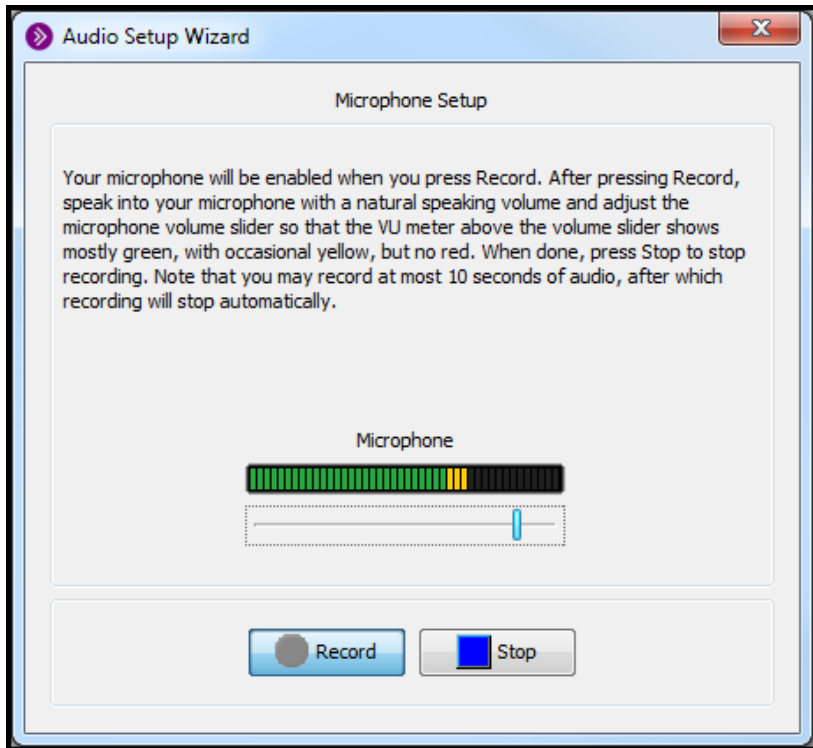 Audio Setup Wizard
Microphone Setup
Your microphone will be enabled when you press Record. After pressing Record,
speak into your microphone with a natural speaking volume and adjust the
microphone volume slider so that the VU meter above the volume slider shows
mostly green, with occasional yellow, but no red. When done, press Stop to stop
recording. Note that you may record at most 10 seconds of audio, after which
recording will stop automatically.
Microphone
Record
Stop